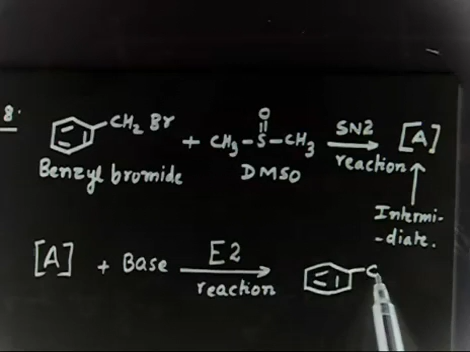 8.
CH₂ Br + CH₃-S-CH₃ SN2 [A]
O
Benzyl bromide DMSO reaction
Intermi-
-diate.
[A] + Base E2
reaction
C